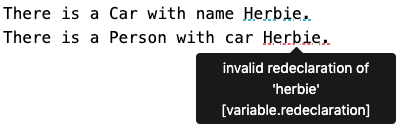 There is a Car with name Herbie.
There is a Person with car Herbie.
invalid redeclaration of
'herbie'
[variable.redeclaration]